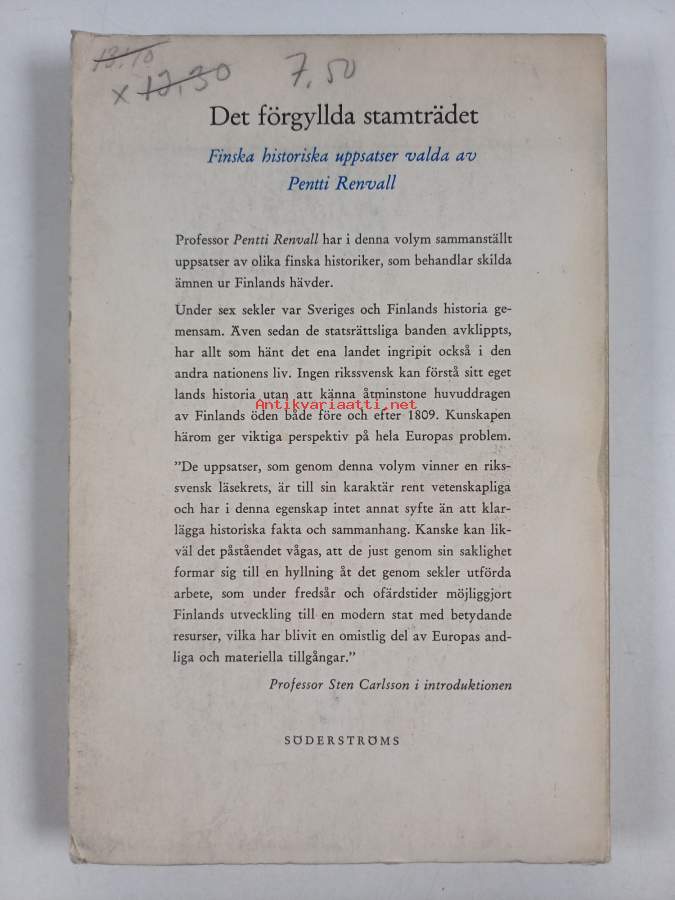 13,10
x 13,30 7,50
Det förgyllda stamträdet
Finska historiska uppsatser valda av
Pentti Renvall
Professor Pentti Renvall har i denna volym sammanställt
uppsatser av olika finska historiker, som behandlar skilda
ämnen ur Finlands hävder.
Under sex sekler var Sveriges och Finlands historia ge-
mensam. Även sedan de statsrättsliga banden avklippts,
har allt som hänt det ena landet ingripit också i den
andra nationens liv. Ingen rikssvensk kan förstå sitt eget
lands historia utan att känna åtminstone huvuddragen
Antikvariaatti.net
av Finlands öden både före och efter 1809. Kunskapen
härom ger viktiga perspektiv på hela Europas problem.
"De uppsatser, som genom denna volym vinner en riks-
svensk läsekrets, är till sin karaktär rent vetenskapliga
och har i denna egenskap intet annat syfte än att klar-
lägga historiska fakta och sammanhang. Kanske kan lik-
väl det påståendet vågas, att de just genom sin saklighet
formar sig till en hyllning åt det genom sekler utförda
arbete, som under fredsår och ofärdstider möjliggjort
Finlands utveckling till en modern stat med betydande
resurser, vilka har blivit en omistlig del av Europas and-
liga och materiella tillgångar."
Professor Sten Carlsson i introduktionen
SÖDERSTRÖMS